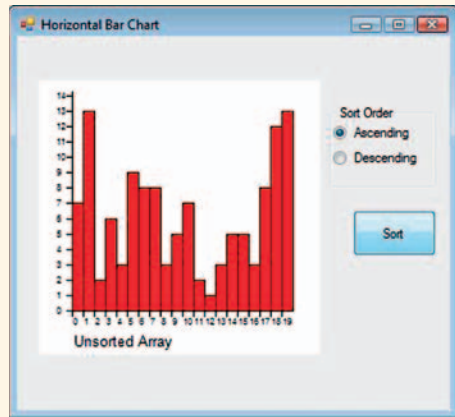 Horizontal Bar Chart
14
13
12
11
10
9
8
7
6
5
4
3
2
1
0
0 1 2 3 4 5 6 7 8 9 10 11 12 13 14 15 16 17 18 19
Unsorted Array
Sort Order
Ascending
Descending
Sort